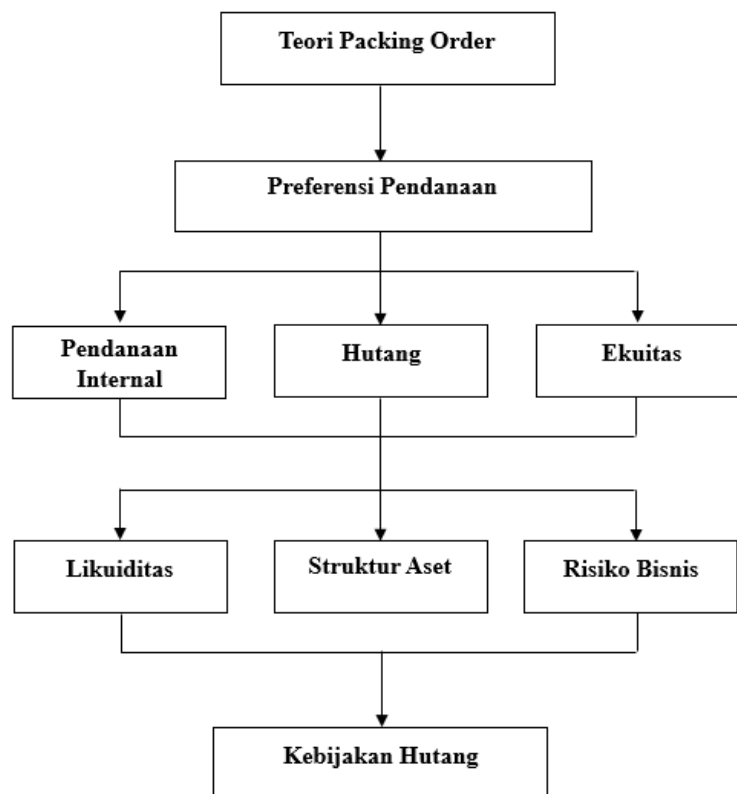 Teori Packing Order
Preferensi Pendanaan
Pendanaan
Internal
Hutang
Ekuitas
Likuiditas
Struktur Aset
Risiko Bisnis
Kebijakan Hutang